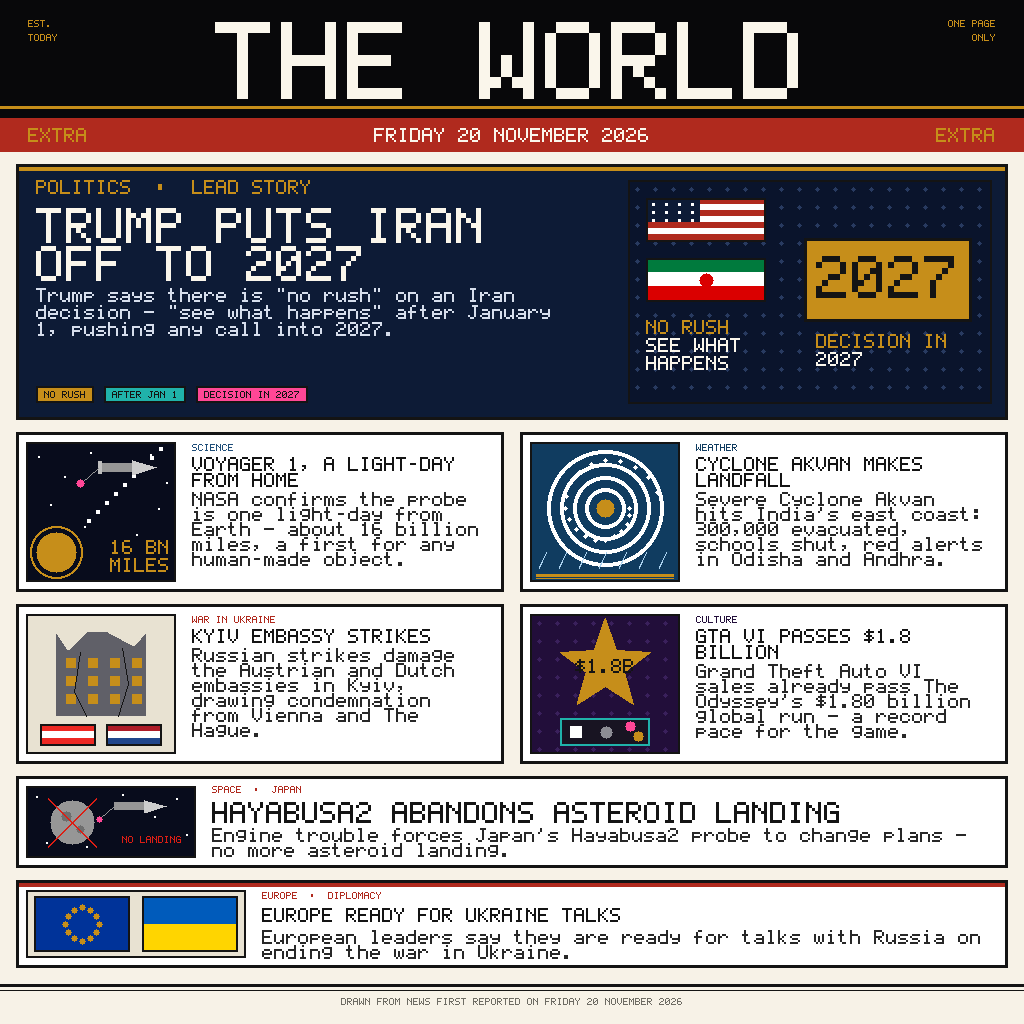 EST.
TODAY
THE WORLD
ONE PAGE
ONLY
EXTRA
FRIDAY 20 NOVEMBER 2026
EXTRA
POLITICS • LEAD STORY
TRUMP PUTS IRAN
OFF TO 2027
Trump says there is "no rush" on an Iran
decision – "see what happens" after January
1, pushing any call into 2027.
NO RUSH
AFTER JAN 1
DECISION IN 2027
NO RUSH
SEE WHAT
HAPPENS
2027
DECISION IN
2027
16 BN
MILES
SCIENCE
VOYAGER 1, A LIGHT-DAY
FROM HOME
NASA confirms the probe
is one light-day from
Earth – about 16 billion
miles, a first for any
human-made object.
WEATHER
CYCLONE AKVAN MAKES
LANDFALL
Severe Cyclone Akvan
hits India's east coast:
300,000 evacuated,
schools shut, red alerts
in Odisha and Andhra.
WAR IN UKRAINE
KYIV EMBASSY STRIKES
Russian strikes damage
the Austrian and Dutch
embassies in Kyiv,
drawing condemnation
from Vienna and The
Hague.
$1.8B
CULTURE
GTA VI PASSES $1.8
BILLION
Grand Theft Auto VI
sales already pass The
Odyssey's $1.80 billion
global run – a record
pace for the game.
NO LANDING
SPACE • JAPAN
HAYABUSA2 ABANDONS ASTEROID LANDING
Engine trouble forces Japan's Hayabusa2 probe to change plans –
no more asteroid landing.
EUROPE • DIPLOMACY
EUROPE READY FOR UKRAINE TALKS
European leaders say they are ready for talks with Russia on
ending the war in Ukraine.
DRAWN FROM NEWS FIRST REPORTED ON FRIDAY 20 NOVEMBER 2026